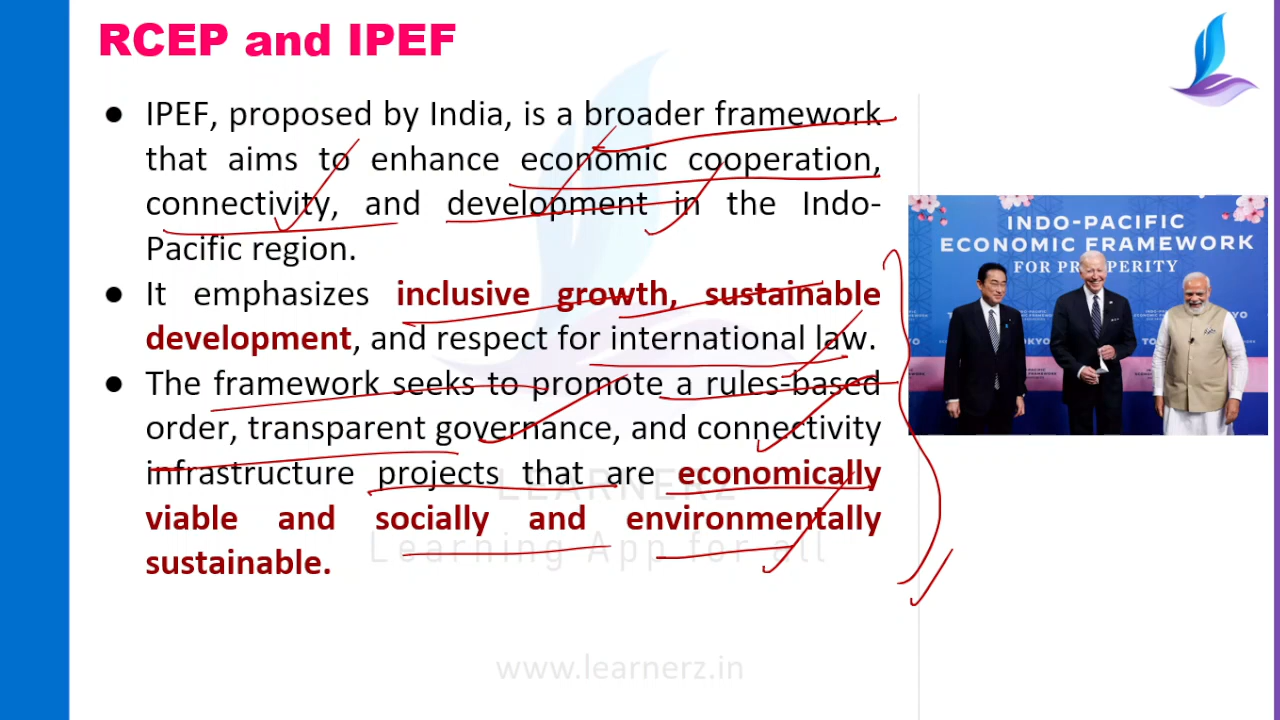 RCEP and IPEF
● IPEF, proposed by India, is a broader framework
that aims to enhance economic cooperation,
connectivity, and development in the Indo-
Pacific region.
● It emphasizes inclusive growth, sustainable
development, and respect for international law.
● The framework seeks to promote a rules-based
order, transparent governance, and connectivity
infrastructure projects that are economically
viable and socially and environmentally
sustainable.
INDO-PACIFIC
ECONOMIC FRAMEWORK
FOR PROSPERITY
TOKYO
LEARNERZ
Learning App for all
www.learnerz.in